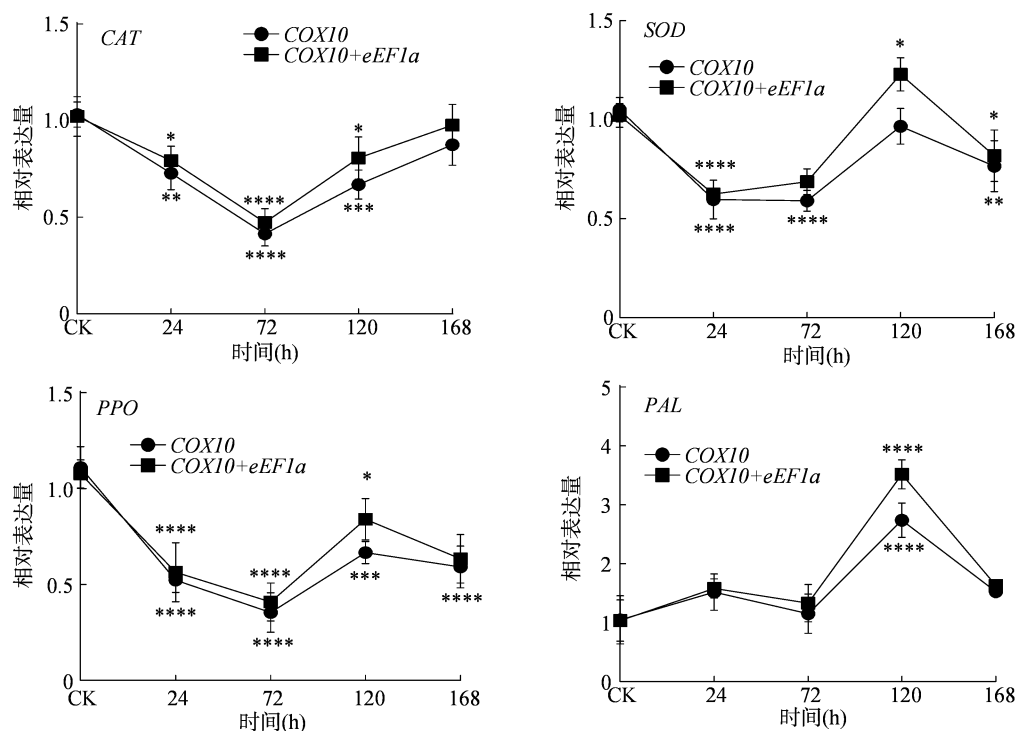 1.5
CAT
COX10
COX10+eEF1a
1.0
*
*
**
****
***
0.5
****
0
CK
24
72
120
168
时间(h)
相对表达量
1.5
SOD
*
COX10
COX10+eEF1a
*
1.0
****
**
0.5
****
****
0
CK
24
72
120
168
时间(h)
相对表达量
1.5
PPO
COX10
COX10+eEF1a
*
1.0
****
****
***
0.5
****
****
****
0
CK
24
72
120
168
时间(h)
相对表达量
5
PAL
COX10
****
4
COX10+eEF1a
3
****
2
1
0
CK
24
72
120
168
时间(h)
相对表达量